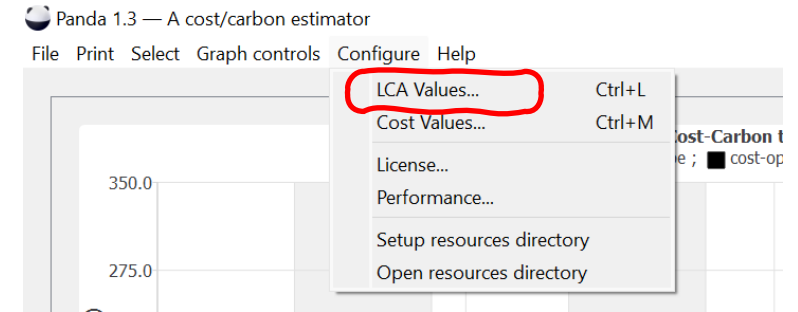 Panda 1.3 — A cost/carbon estimator
File Print Select Graph controls Configure Help
LCA Values... Ctrl+L
Cost Values... Ctrl+M
License...
Performance...
Setup resources directory
Open resources directory
350.0
275.0